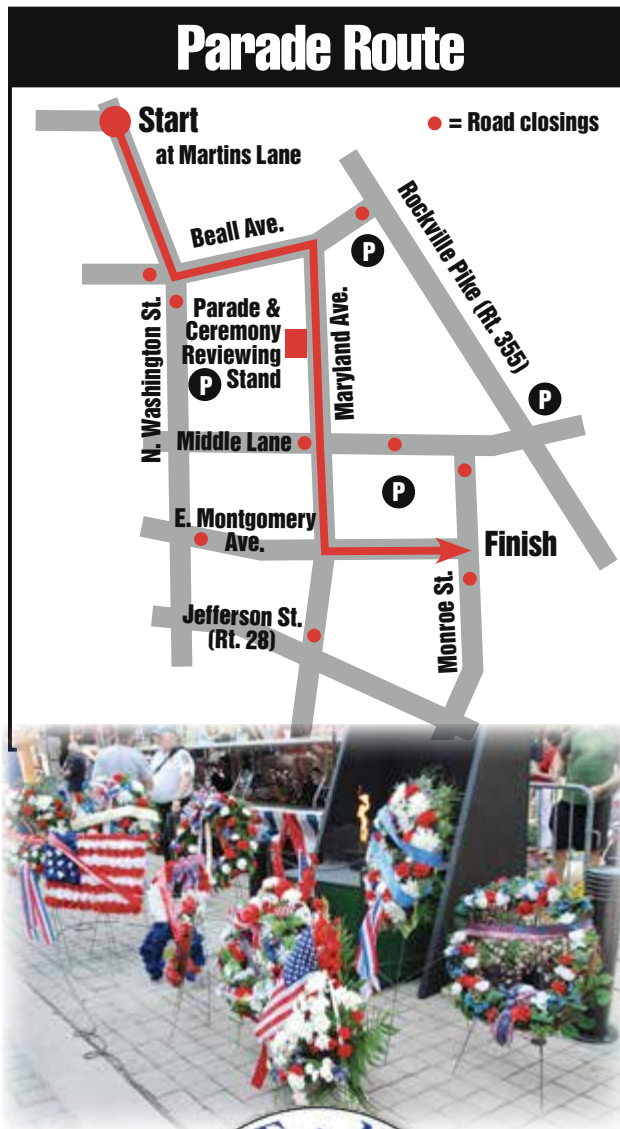 Parade Route
Start
at Martins Lane
= Road closings
Beall Ave.
Rockville Pike (Rt. 355)
P
N. Washington St.
Parade &
Ceremony
Reviewing
Stand
Maryland Ave.
P
P
Middle Lane
P
E. Montgomery
Ave.
Finish
Monroe St.
Jefferson St.
(Rt. 28)